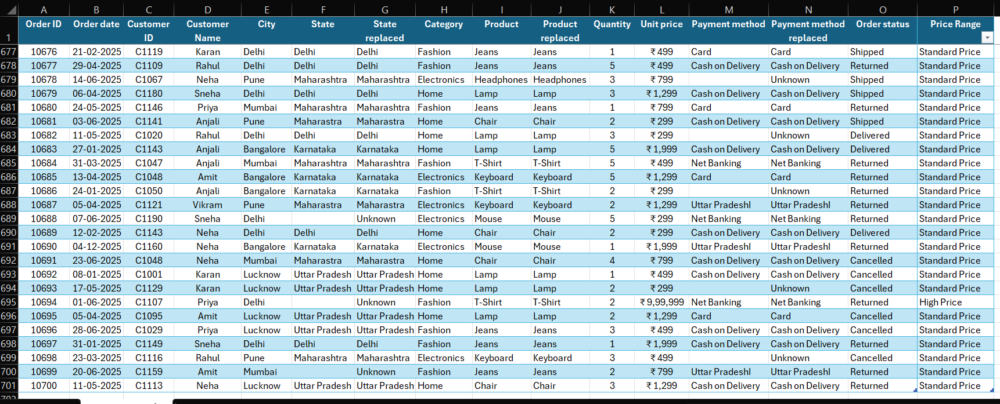 A B C D E F G H I J K L M N O P
1 Order ID Order date Customer ID Customer Name City State State replaced Category Product Product replaced Quantity Unit price Payment method Payment method replaced Order status Price Range
677 10676 21-02-2025 C1119 Karan Delhi Delhi Delhi Fashion Jeans Jeans 1 ₹ 499 Card Card Shipped Standard Price
678 10677 29-04-2025 C1109 Rahul Delhi Delhi Delhi Fashion Jeans Jeans 5 ₹ 499 Cash on Delivery Cash on Delivery Returned Standard Price
679 10678 14-06-2025 C1067 Neha Pune Maharashtra Maharashtra Electronics Headphones Headphones 3 ₹ 799 Unknown Shipped Standard Price
680 10679 06-04-2025 C1180 Sneha Delhi Delhi Delhi Home Lamp Lamp 3 ₹ 1,299 Cash on Delivery Cash on Delivery Shipped Standard Price
681 10680 24-05-2025 C1146 Priya Mumbai Maharashtra Maharashtra Fashion Jeans Jeans 1 ₹ 799 Card Card Returned Standard Price
682 10681 03-06-2025 C1141 Anjali Pune Maharastra Maharastra Home Chair Chair 2 ₹ 299 Cash on Delivery Cash on Delivery Shipped Standard Price
683 10682 11-05-2025 C1020 Rahul Delhi Delhi Delhi Home Lamp Lamp 3 ₹ 299 Unknown Delivered Standard Price
684 10683 27-01-2025 C1143 Anjali Bangalore Karnataka Karnataka Home Lamp Lamp 5 ₹ 1,999 Cash on Delivery Cash on Delivery Delivered Standard Price
685 10684 31-03-2025 C1047 Anjali Mumbai Maharashtra Maharashtra Fashion T-Shirt T-Shirt 5 ₹ 499 Net Banking Net Banking Returned Standard Price
686 10685 13-04-2025 C1048 Amit Bangalore Karnataka Karnataka Electronics Keyboard Keyboard 5 ₹ 1,299 Card Card Returned Standard Price
687 10686 24-01-2025 C1050 Anjali Bangalore Karnataka Karnataka Fashion T-Shirt T-Shirt 2 ₹ 299 Unknown Returned Standard Price
688 10687 05-04-2025 C1121 Vikram Pune Maharastra Maharastra Electronics Keyboard Keyboard 2 ₹ 1,299 Uttar PradeshI Uttar PradeshI Returned Standard Price
689 10688 07-06-2025 C1190 Sneha Delhi Unknown Electronics Mouse Mouse 5 ₹ 299 Net Banking Net Banking Returned Standard Price
690 10689 12-02-2025 C1143 Neha Delhi Delhi Delhi Home Chair Chair 2 ₹ 299 Cash on Delivery Cash on Delivery Delivered Standard Price
691 10690 04-12-2025 C1160 Neha Bangalore Karnataka Karnataka Electronics Mouse Mouse 1 ₹ 1,999 Uttar PradeshI Uttar PradeshI Returned Standard Price
692 10691 23-06-2025 C1048 Neha Mumbai Maharastra Maharastra Home Chair Chair 4 ₹ 799 Cash on Delivery Cash on Delivery Cancelled Standard Price
693 10692 08-01-2025 C1001 Karan Lucknow Uttar Pradesh Uttar Pradesh Home Lamp Lamp 1 ₹ 499 Cash on Delivery Cash on Delivery Cancelled Standard Price
694 10693 17-05-2025 C1129 Karan Lucknow Uttar Pradesh Uttar Pradesh Home Lamp Lamp 2 ₹ 299 Unknown Cancelled Standard Price
695 10694 01-06-2025 C1107 Priya Delhi Unknown Fashion T-Shirt T-Shirt 2 ₹ 9,99,999 Net Banking Net Banking Returned High Price
696 10695 05-04-2025 C1095 Amit Lucknow Uttar Pradesh Uttar Pradesh Home Lamp Lamp 2 ₹ 1,299 Card Card Cancelled Standard Price
697 10696 28-06-2025 C1029 Priya Lucknow Uttar Pradesh Uttar Pradesh Fashion Jeans Jeans 3 ₹ 499 Cash on Delivery Cash on Delivery Cancelled Standard Price
698 10697 31-01-2025 C1149 Sneha Delhi Delhi Delhi Fashion Jeans Jeans 1 ₹ 1,999 Cash on Delivery Cash on Delivery Returned Standard Price
699 10698 23-03-2025 C1116 Rahul Pune Maharashtra Maharashtra Electronics Keyboard Keyboard 3 ₹ 499 Unknown Cancelled Standard Price
700 10699 20-06-2025 C1159 Amit Mumbai Unknown Fashion Jeans Jeans 2 ₹ 799 Uttar PradeshI Uttar PradeshI Returned Standard Price
701 10700 11-05-2025 C1113 Neha Lucknow Uttar Pradesh Uttar Pradesh Home Chair Chair 3 ₹ 1,299 Cash on Delivery Cash on Delivery Returned Standard Price